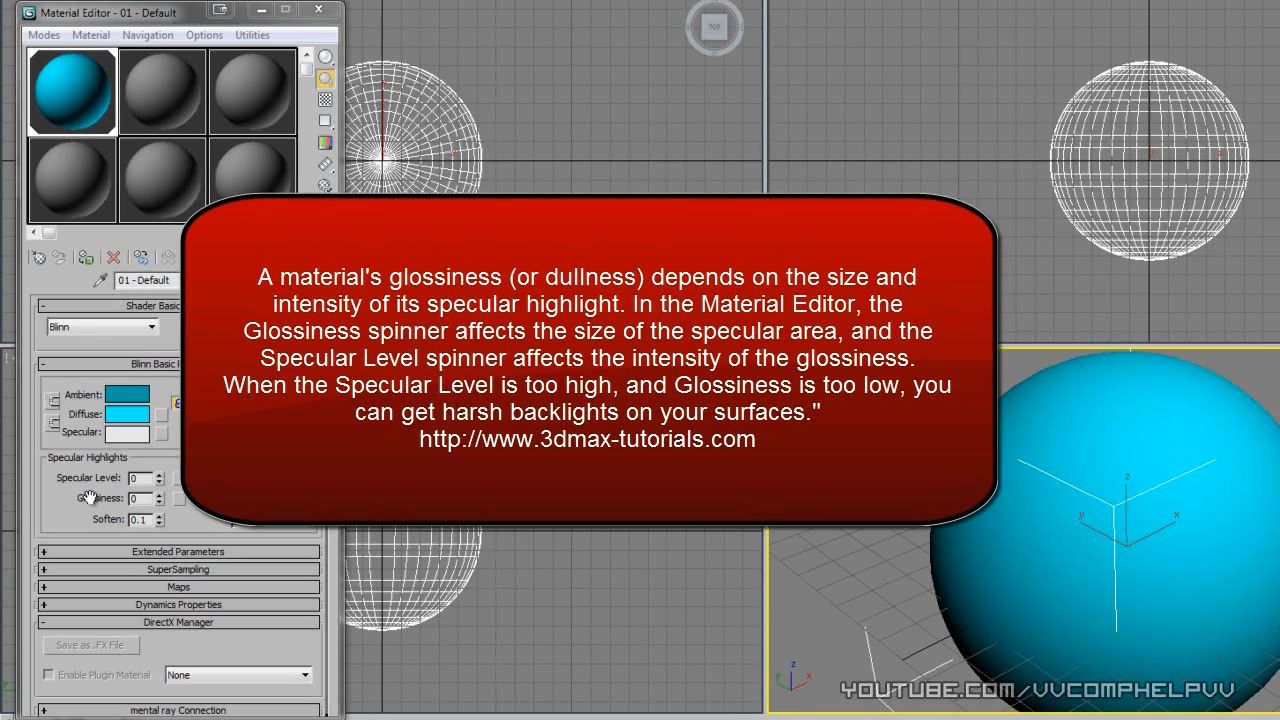 Material Editor - 01 - Default
Modes Material Navigation Options Utilities
TOP
01 - Default
Shader Basic
Blinn
Blinn Basic P
Ambient:
Diffuse:
Specular:
Specular Highlights
Specular Level: 0
Glossiness: 0
Soften: 0.1
A material's glossiness (or dullness) depends on the size and
intensity of its specular highlight. In the Material Editor, the
Glossiness spinner affects the size of the specular area, and the
Specular Level spinner affects the intensity of the glossiness.
When the Specular Level is too high, and Glossiness is too low, you
can get harsh backlights on your surfaces."
http://www.3dmax-tutorials.com
+ Extended Parameters
+ SuperSampling
+ Maps
+ Dynamics Properties
- DirectX Manager
Save as .FX File
Enable Plugin Material None
mental ray Connection
z
y x
z
x
YOUTUBE.COM/VVCOMPHELPVV